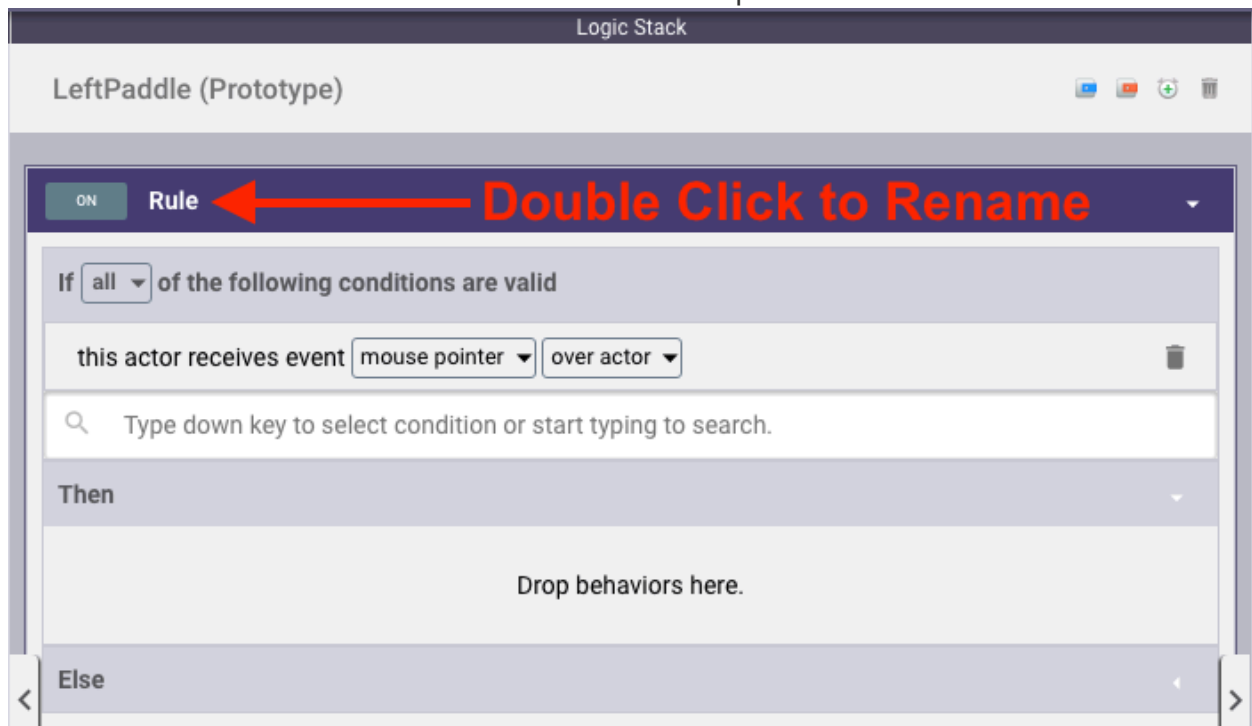 Logic Stack
LeftPaddle (Prototype)
ON Rule Double Click to Rename
If all of the following conditions are valid
this actor receives event mouse pointer over actor
Type down key to select condition or start typing to search.
Then
Drop behaviors here.
Else